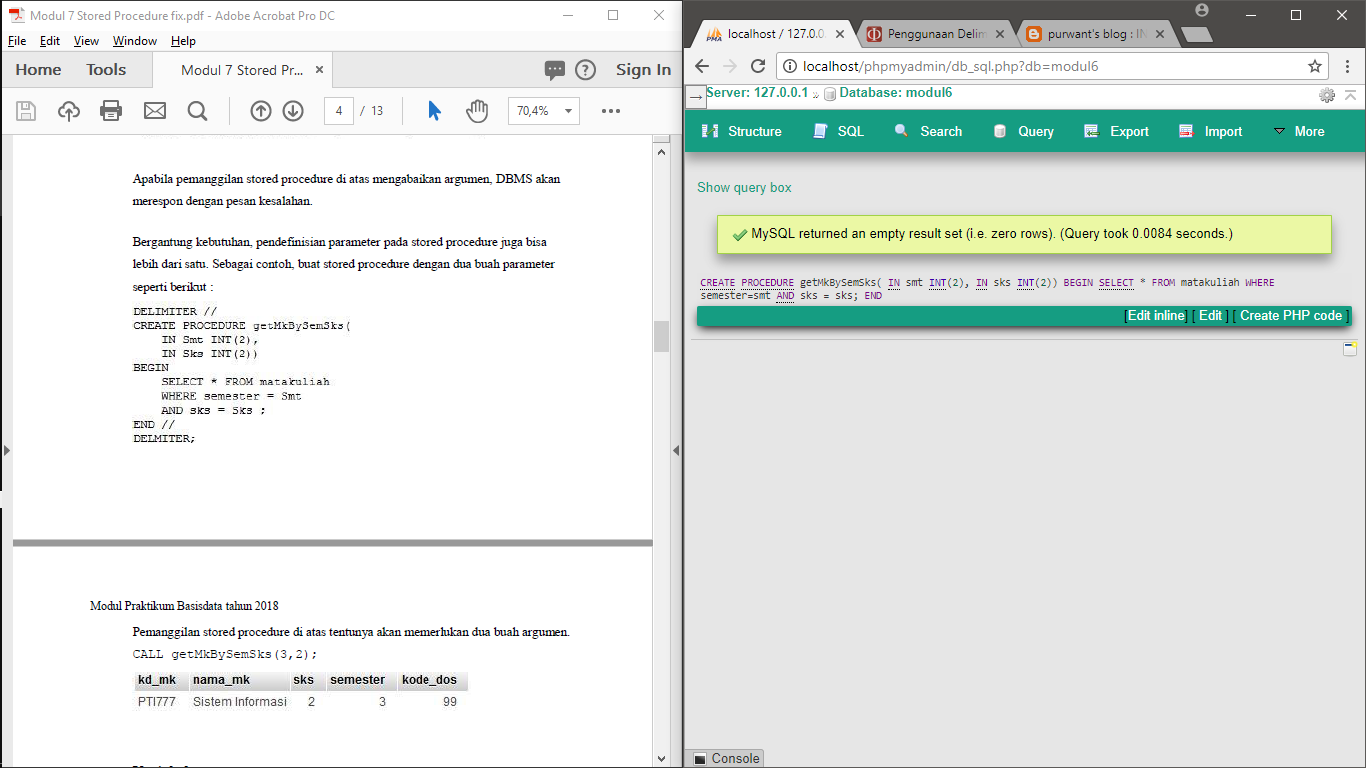 Modul 7 Stored Procedure fix.pdf - Adobe Acrobat Pro DC
File Edit View Window Help
Home Tools Modul 7 Stored Pr... × Sign In
4 / 13 70,4%
Apabila pemanggilan stored procedure di atas mengabaikan argumen, DBMS akan
merespon dengan pesan kesalahan.
Bergantung kebutuhan, pendefinisian parameter pada stored procedure juga bisa
lebih dari satu. Sebagai contoh, buat stored procedure dengan dua buah parameter
seperti berikut :
DELIMITER //
CREATE PROCEDURE getMkBySemSks(
IN Smt INT(2),
IN Sks INT(2))
BEGIN
SELECT * FROM matakuliah
WHERE semester = Smt
AND sks = Sks ;
END //
DELMITER;
Modul Praktikum Basisdata tahun 2018
Pemanggilan stored procedure di atas tentunya akan memerlukan dua buah argumen.
CALL getMkBySemSks(3,2);
kd_mk nama_mk sks semester kode_dos
PTI777 Sistem Informasi 2 3 99
localhost / 127.0.0. Penggunaan Delim purwant's blog : IN
localhost/phpmyadmin/db_sql.php?db=modul6
Server: 127.0.0.1 » Database: modul6
Structure SQL Search Query Export Import More
Show query box
MySQL returned an empty result set (i.e. zero rows). (Query took 0.0084 seconds.)
CREATE PROCEDURE getMkBySemSks( IN smt INT(2), IN sks INT(2)) BEGIN SELECT * FROM matakuliah WHERE
semester=smt AND sks = sks; END
[Edit inline] [ Edit ] [ Create PHP code ]
Console